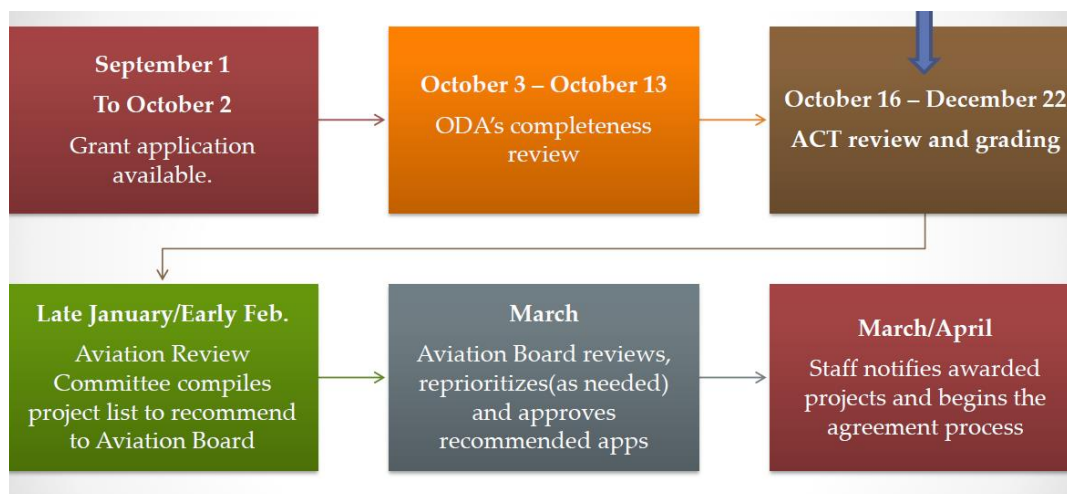 September 1
To October 2
Grant application
available.
October 3 – October 13
ODA's completeness
review
October 16 – December 22
ACT review and grading
Late January/Early Feb.
Aviation Review
Committee compiles
project list to recommend
to Aviation Board
March
Aviation Board reviews,
reprioritizes(as needed)
and approves
recommended apps
March/April
Staff notifies awarded
projects and begins the
agreement process